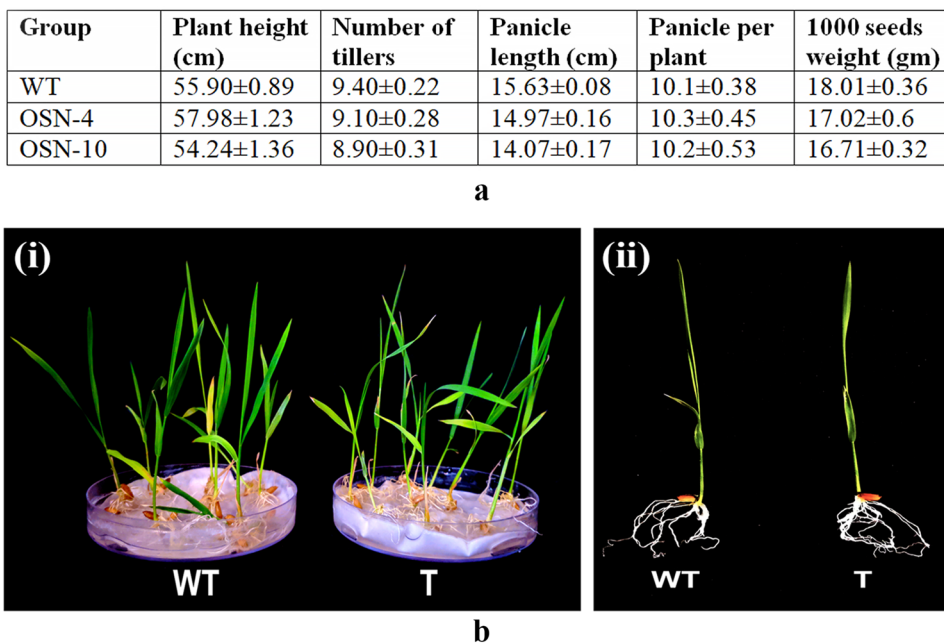 Group Plant height (cm) Number of tillers Panicle length (cm) Panicle per plant 1000 seeds weight (gm)
WT 55.90±0.89 9.40±0.22 15.63±0.08 10.1±0.38 18.01±0.36
OSN-4 57.98±1.23 9.10±0.28 14.97±0.16 10.3±0.45 17.02±0.6
OSN-10 54.24±1.36 8.90±0.31 14.07±0.17 10.2±0.53 16.71±0.32
a
(i) (ii)
WT T WT T
b